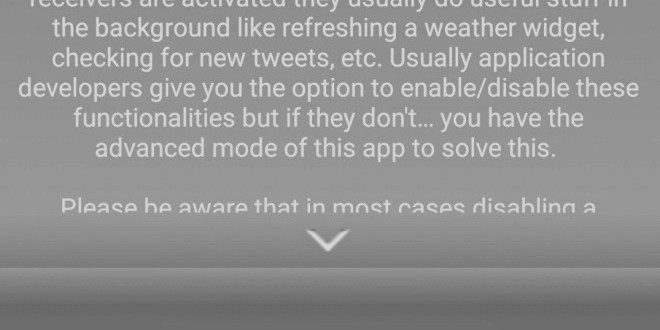 receivers are activated they usually do useful stuff in
the background like refreshing a weather widget,
checking for new tweets, etc. Usually application
developers give you the option to enable/disable these
functionalities but if they don't... you have the
advanced mode of this app to solve this.
Please be aware that in most cases disabling a